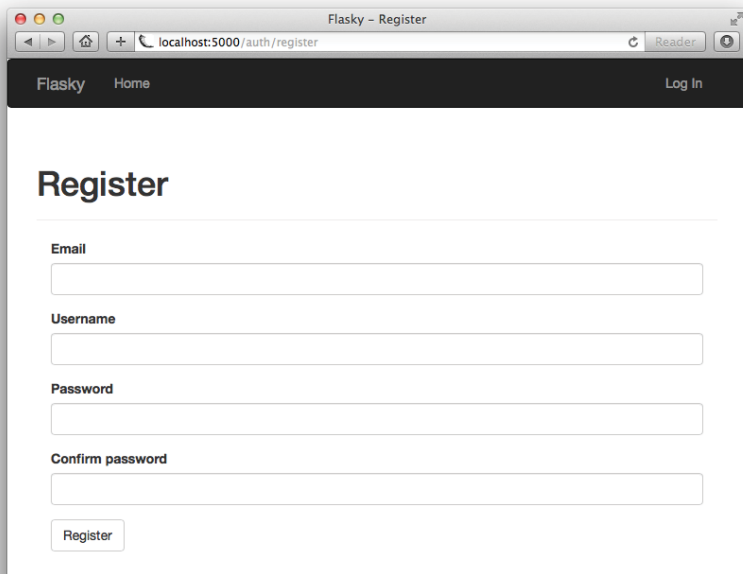 Flasky – Register
localhost:5000/auth/register
Reader
Flasky Home Log In
Register
Email
Username
Password
Confirm password
Register